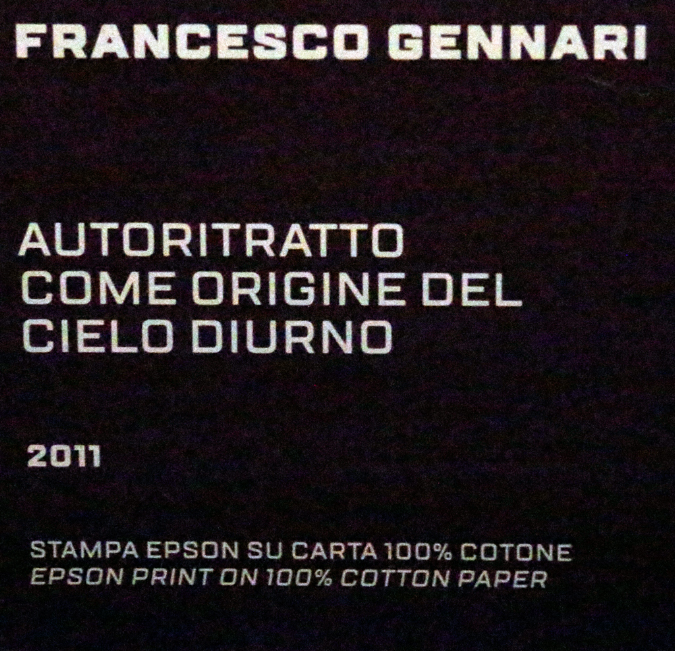 FRANCESCO GENNARI
AUTORITRATTO
COME ORIGINE DEL
CIELO DIURNO
2011
STAMPA EPSON SU CARTA 100% COTONE
EPSON PRINT ON 100% COTTON PAPER